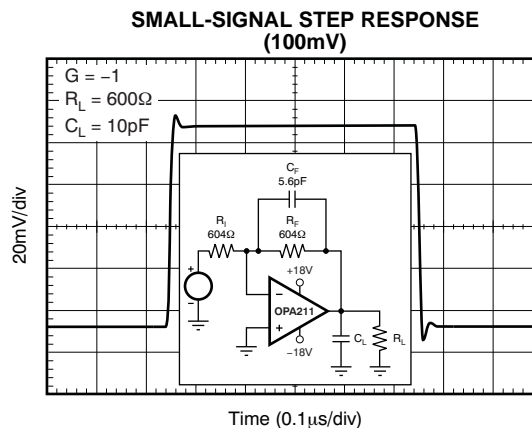 SMALL-SIGNAL STEP RESPONSE
(100mV)
G = −1
R_L = 600Ω
C_L = 10pF
20mV/div
C_F
5.6pF
R_I
604Ω
R_F
604Ω
+
−
+18V
−
OPA211
+
−18V
C_L
R_L
Time (0.1μs/div)